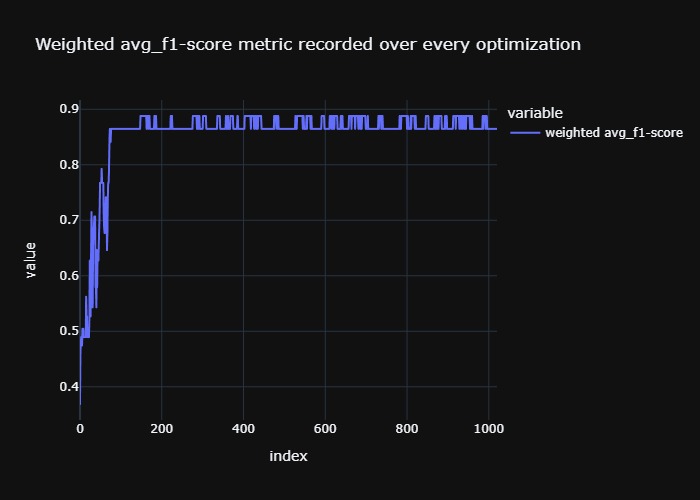 Weighted avg_f1-score metric recorded over every optimization
variable
weighted avg_f1-score
value
0.9
0.8
0.7
0.6
0.5
0.4
0
200
400
600
800
1000
index